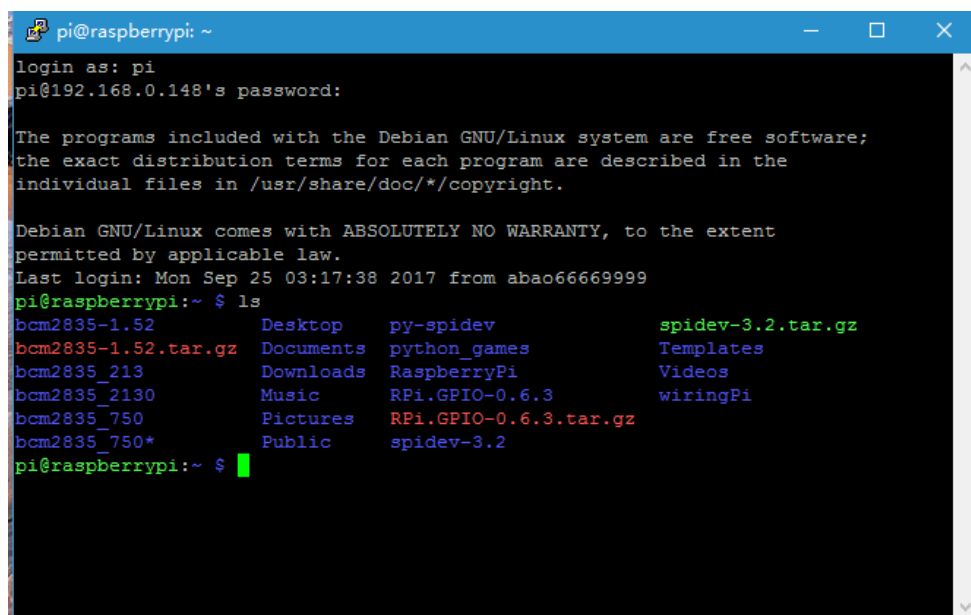 pi@raspberrypi: ~
login as: pi
pi@192.168.0.148's password:
The programs included with the Debian GNU/Linux system are free software;
the exact distribution terms for each program are described in the
individual files in /usr/share/doc/*/copyright.
Debian GNU/Linux comes with ABSOLUTELY NO WARRANTY, to the extent
permitted by applicable law.
Last login: Mon Sep 25 03:17:38 2017 from abao66669999
pi@raspberrypi:~ $ ls
bcm2835-1.52 Desktop py-spidev spidev-3.2.tar.gz
bcm2835-1.52.tar.gz Documents python_games Templates
bcm2835_213 Downloads RaspberryPi Videos
bcm2835_2130 Music RPi.GPIO-0.6.3 wiringPi
bcm2835_750 Pictures RPi.GPIO-0.6.3.tar.gz
bcm2835_750* Public spidev-3.2
pi@raspberrypi:~ $